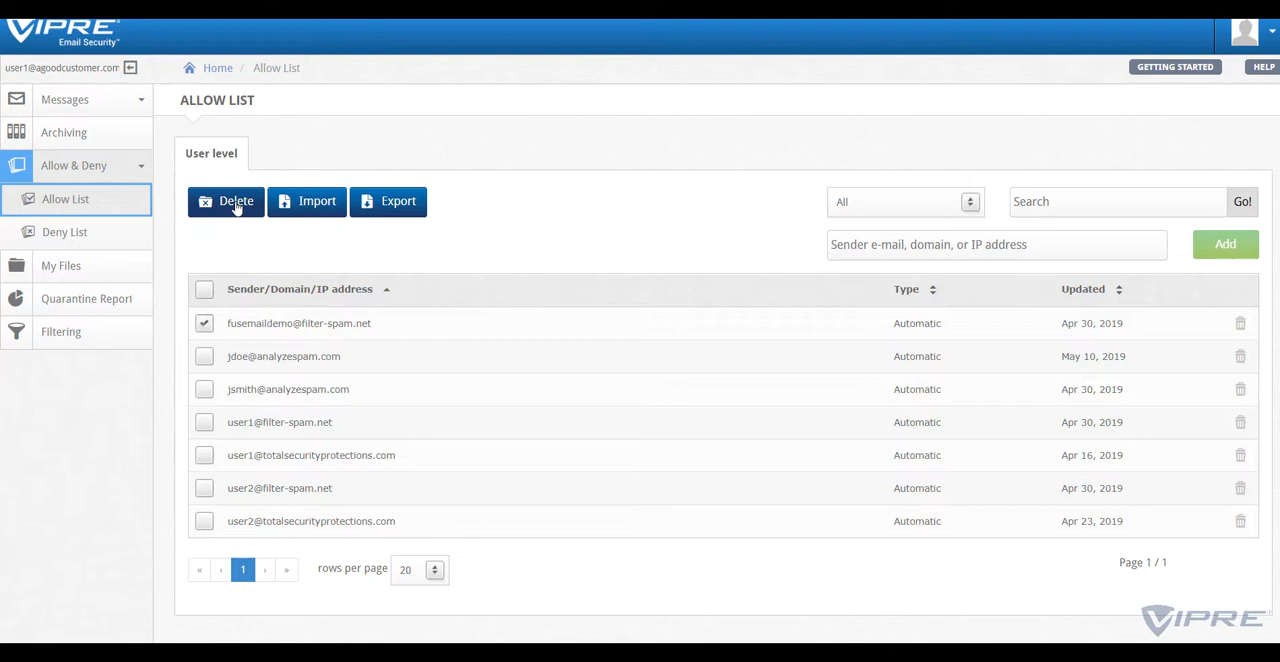 VIPRE
Email Security
user1@agoodcustomer.com
Home / Allow List
GETTING STARTED
HELP
Messages
Archiving
Allow & Deny
Allow List
Deny List
My Files
Quarantine Report
Filtering
ALLOW LIST
User level
Delete
Import
Export
All
Search
Go!
Sender e-mail, domain, or IP address
Add
Sender/Domain/IP address Type Updated
fusemaildemo@filter-spam.net Automatic Apr 30, 2019
jdoe@analyzespam.com Automatic May 10, 2019
jsmith@analyzespam.com Automatic Apr 30, 2019
user1@filter-spam.net Automatic Apr 30, 2019
user1@totalsecurityprotections.com Automatic Apr 16, 2019
user2@filter-spam.net Automatic Apr 30, 2019
user2@totalsecurityprotections.com Automatic Apr 23, 2019
« ‹ 1 › » rows per page 20 Page 1 / 1
VIPRE